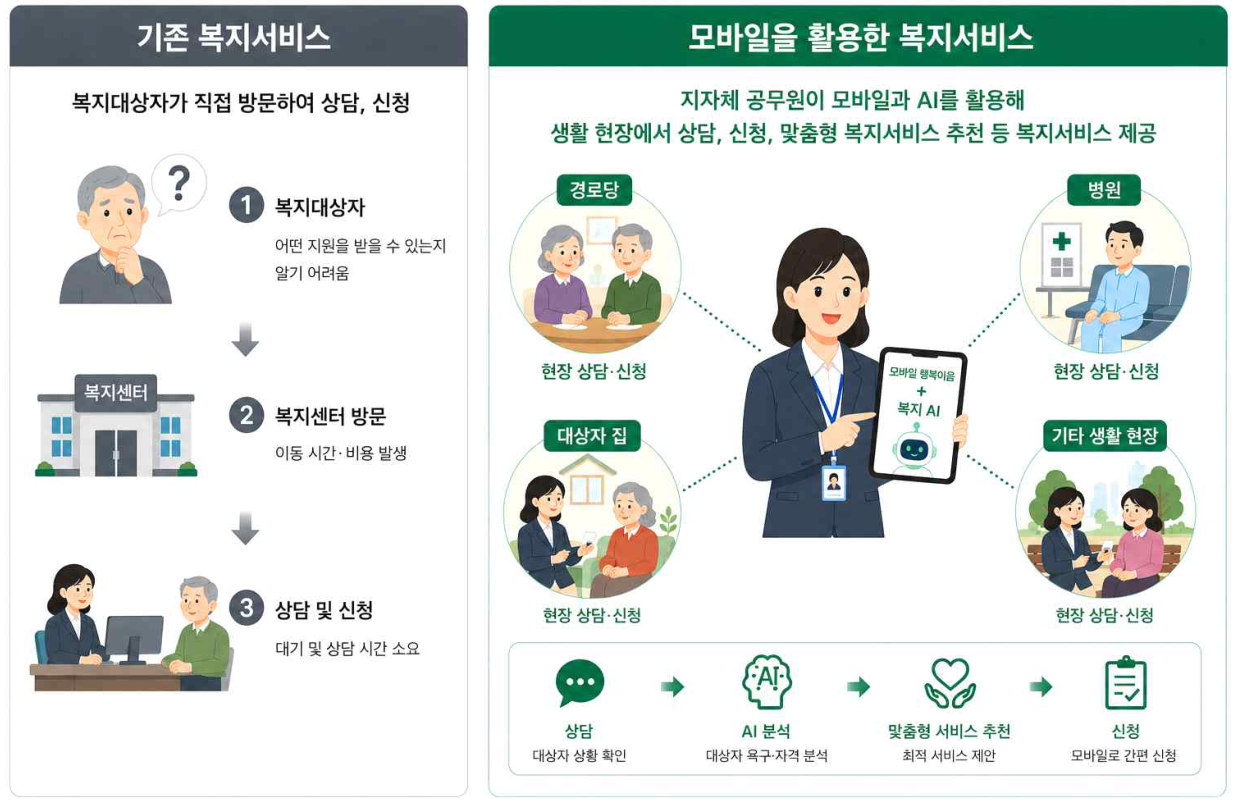 기존 복지서비스
복지대상자가 직접 방문하여 상담, 신청
?
1 복지대상자
어떤 지원을 받을 수 있는지
알기 어려움
복지센터
2 복지센터 방문
이동 시간·비용 발생
3 상담 및 신청
대기 및 상담 시간 소요
모바일을 활용한 복지서비스
지자체 공무원이 모바일과 AI를 활용해
생활 현장에서 상담, 신청, 맞춤형 복지서비스 추천 등 복지서비스 제공
경로당
현장 상담·신청
병원
현장 상담·신청
모바일 행복이음
+
복지 AI
대상자 집
현장 상담·신청
기타 생활 현장
현장 상담·신청
상담
대상자 상황 확인
AI
AI 분석
대상자 욕구·자격 분석
맞춤형 서비스 추천
최적 서비스 제안
신청
모바일로 간편 신청